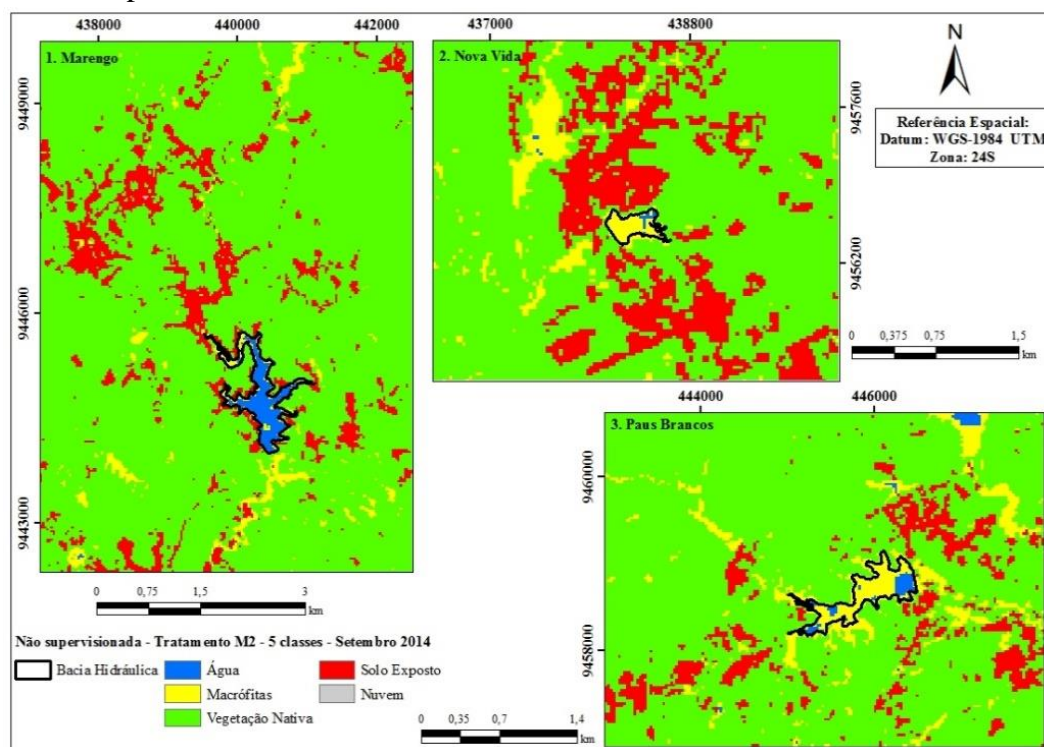 438000 440000 442000
437000 438800
1. Marengo
2. Nova Vida
N
9449000
9457600
Referência Espacial:
Datum: WGS-1984 UTM
Zona: 24S
9456200
9446000
0 0,375 0,75 1,5
km
444000 446000
3. Paus Brancos
9460000
9443000
0 0,75 1,5 3
km
9458000
Não supervisionada - Tratamento M2 - 5 classes - Setembro 2014
Bacia Hidráulica Água Solo Exposto
Macrófitas Nuvem
Vegetação Nativa
0 0,35 0,7 1,4
km